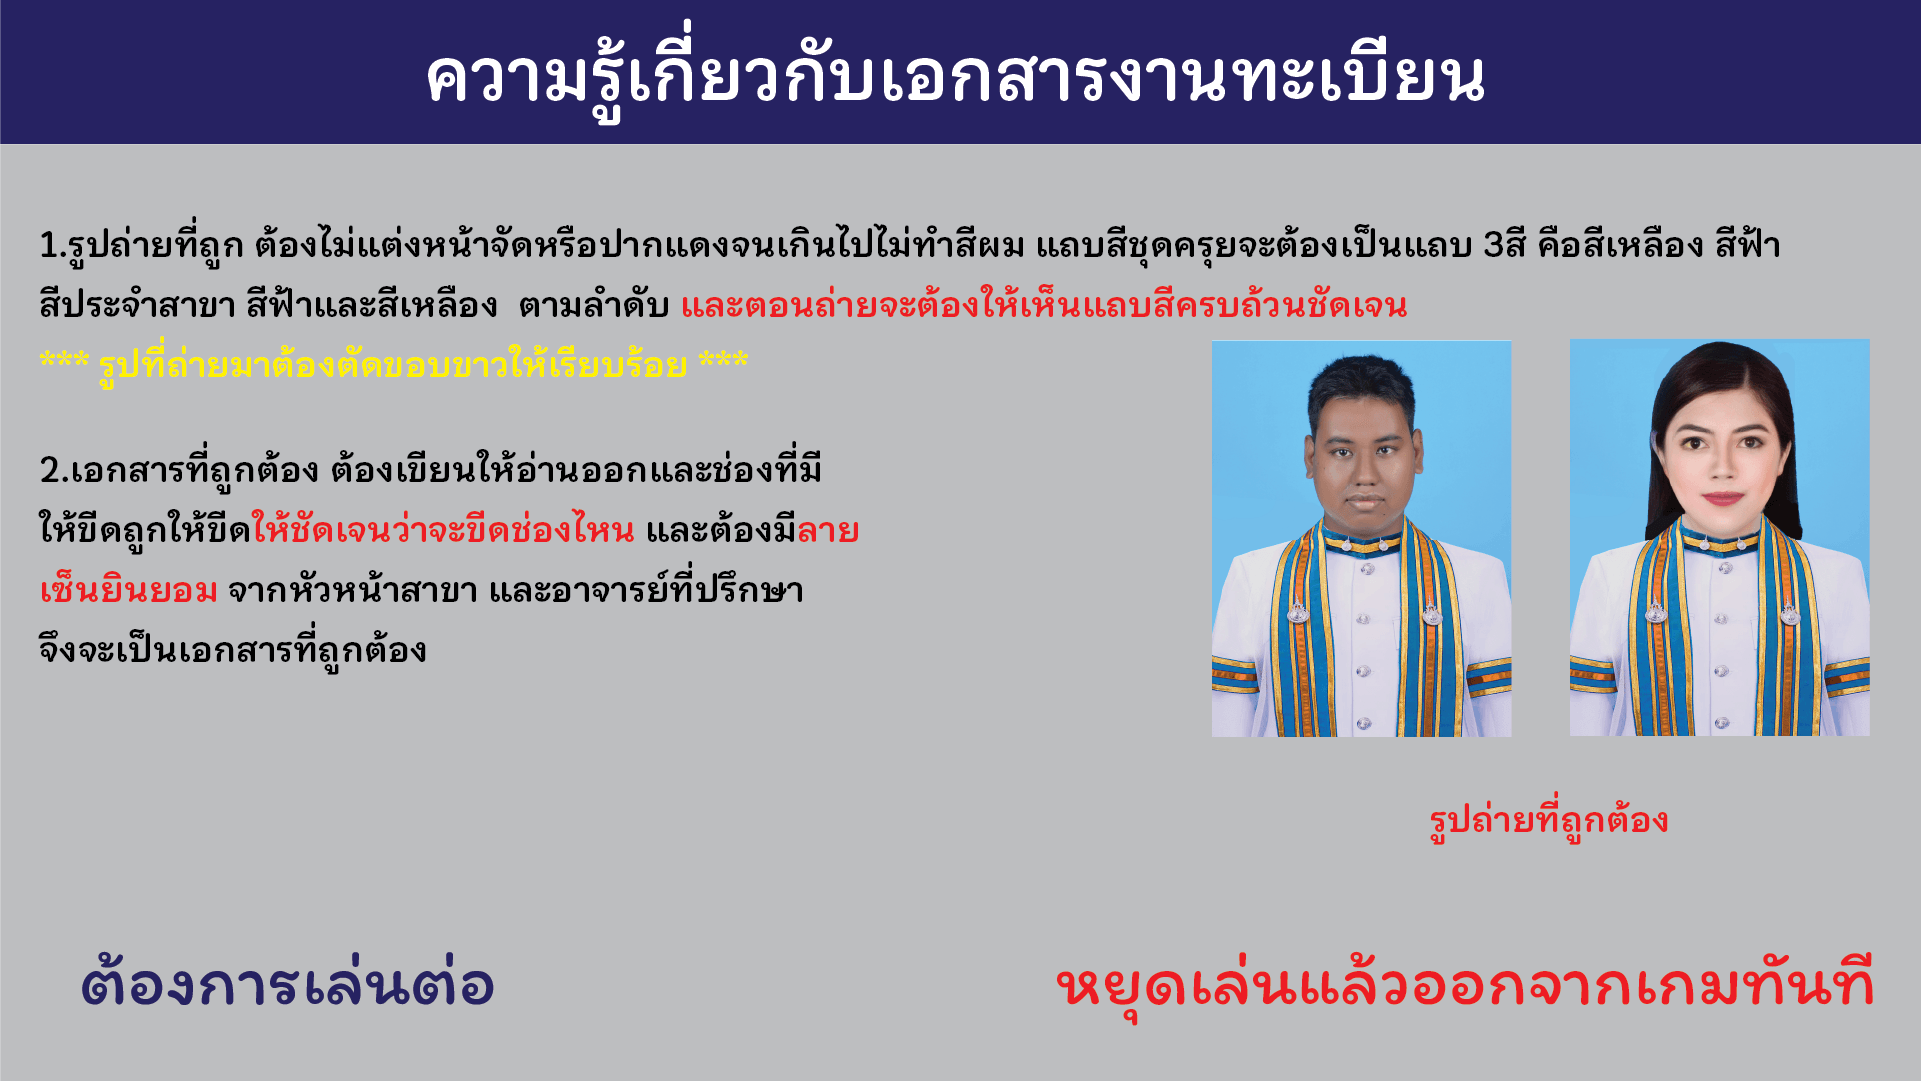 ความรู้เกี่ยวกับเอกสารงานทะเบียน
1.รูปถ่ายที่ถูก ต้องไม่แต่งหน้าจัดหรือปากแดงจนเกินไปไม่ทำสีผม แถบสีชุดครุยจะต้องเป็นแถบ 3สี คือสีเหลือง สีฟ้า
สีประจำสาขา สีฟ้าและสีเหลือง ตามลำดับ และตอนถ่ายจะต้องให้เห็นแถบสีครบถ้วนชัดเจน
*** รูปที่ถ่ายมาต้องตัดขอบขาวให้เรียบร้อย ***
2.เอกสารที่ถูกต้อง ต้องเขียนให้อ่านออกและช่องที่มี
ให้ขีดถูกให้ขีดให้ชัดเจนว่าจะขีดช่องไหน และต้องมีลาย
เซ็นยินยอม จากหัวหน้าสาขา และอาจารย์ที่ปรึกษา
จึงจะเป็นเอกสารที่ถูกต้อง
รูปถ่ายที่ถูกต้อง
ต้องการเล่นต่อ
หยุดเล่นแล้วออกจากเกมทันที